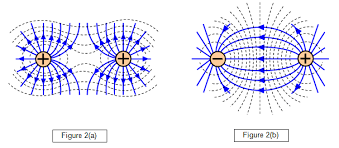 + +
− +
Figure 2(a)
Figure 2(b)